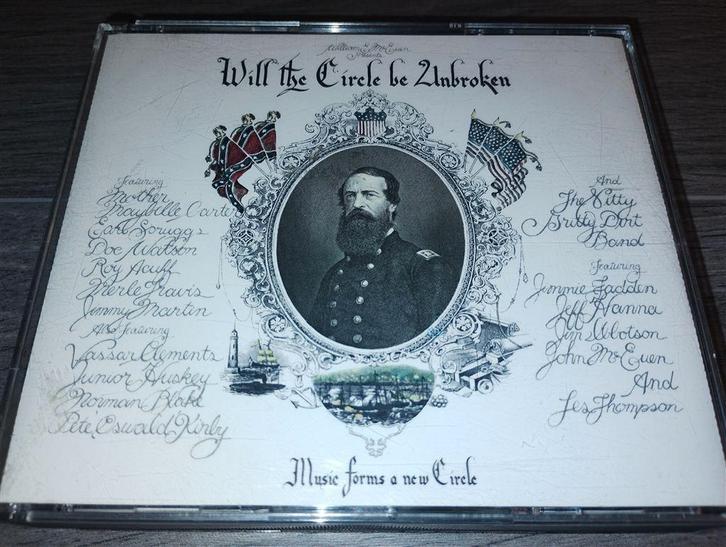 William E. McEuen
Presents
Will the Circle be Unbroken
featuring
Mother
Maybelle Carter
Earl Scruggs
Doc Watson
Roy Acuff
Merle Travis
Jimmy Martin
Also featuring
Vassar Clements
Junior Huskey
Norman Blake
Pete Oswald Kirby
And
The Nitty
Gritty Dirt
Band
featuring
Jimmie Fadden
Jeff Hanna
Jim Ibbotson
John McEuen
And
Les Thompson
Music forms a new Circle